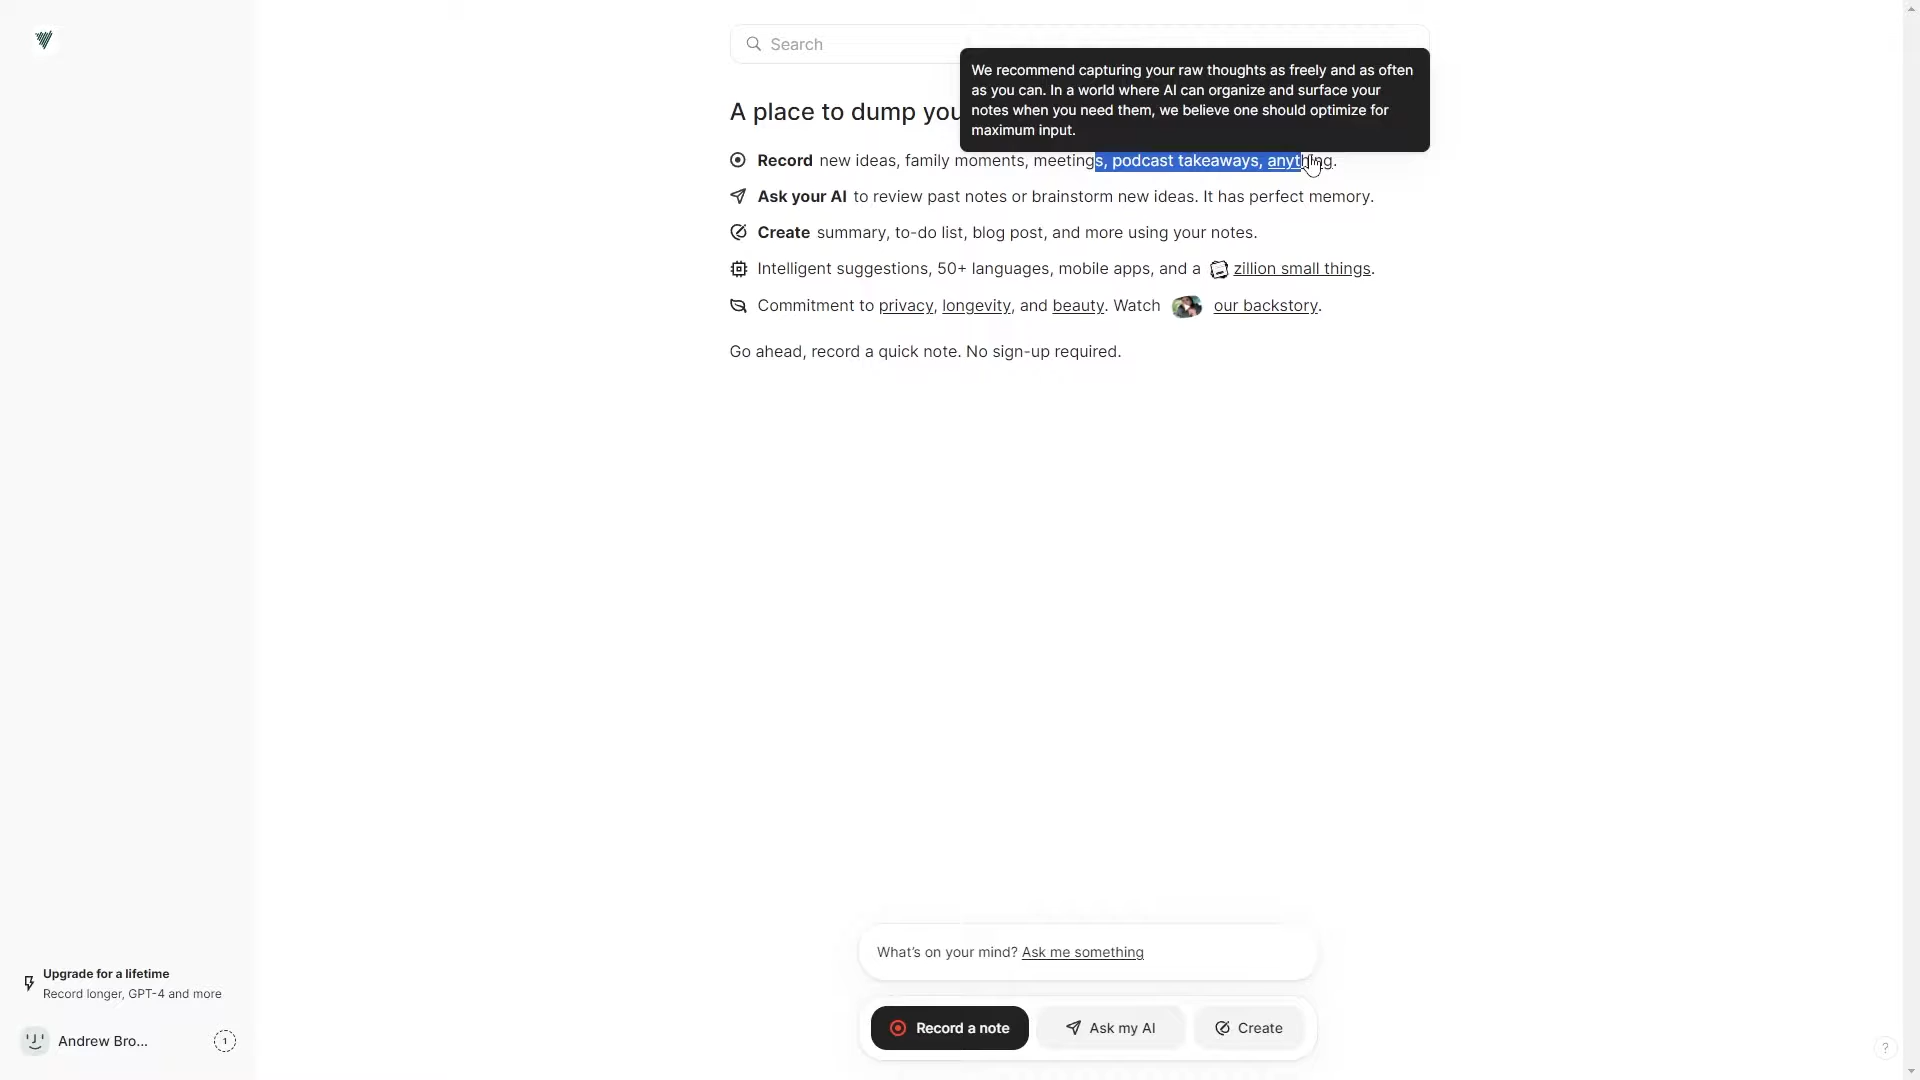 Search
We recommend capturing your raw thoughts as freely and as often
as you can. In a world where AI can organize and surface your
notes when you need them, we believe one should optimize for
maximum input.
A place to dump you
Record new ideas, family moments, meetings, podcast takeaways, anything.
Ask your AI to review past notes or brainstorm new ideas. It has perfect memory.
Create summary, to-do list, blog post, and more using your notes.
Intelligent suggestions, 50+ languages, mobile apps, and a zillion small things.
Commitment to privacy, longevity, and beauty. Watch our backstory.
Go ahead, record a quick note. No sign-up required.
What's on your mind? Ask me something
Record a note
Ask my AI
Create
Upgrade for a lifetime
Record longer, GPT-4 and more
Andrew Bro...
1
?